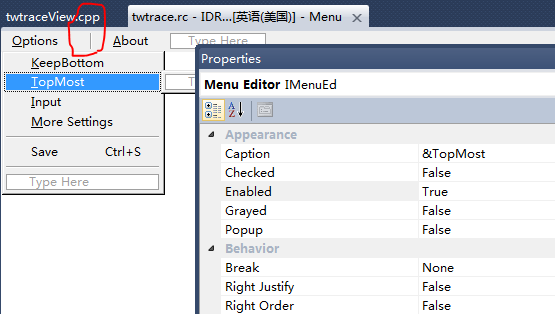 twtraceView.cpp
twtrace.rc - IDR...[英语(美国)] - Menu
Options
About
Type Here
KeepBottom
TopMost
Input
More Settings
Save Ctrl+S
Type Here
Properties
Menu Editor IMenuEd
Appearance
Caption &TopMost
Checked False
Enabled True
Grayed False
Popup False
Behavior
Break None
Right Justify False
Right Order False